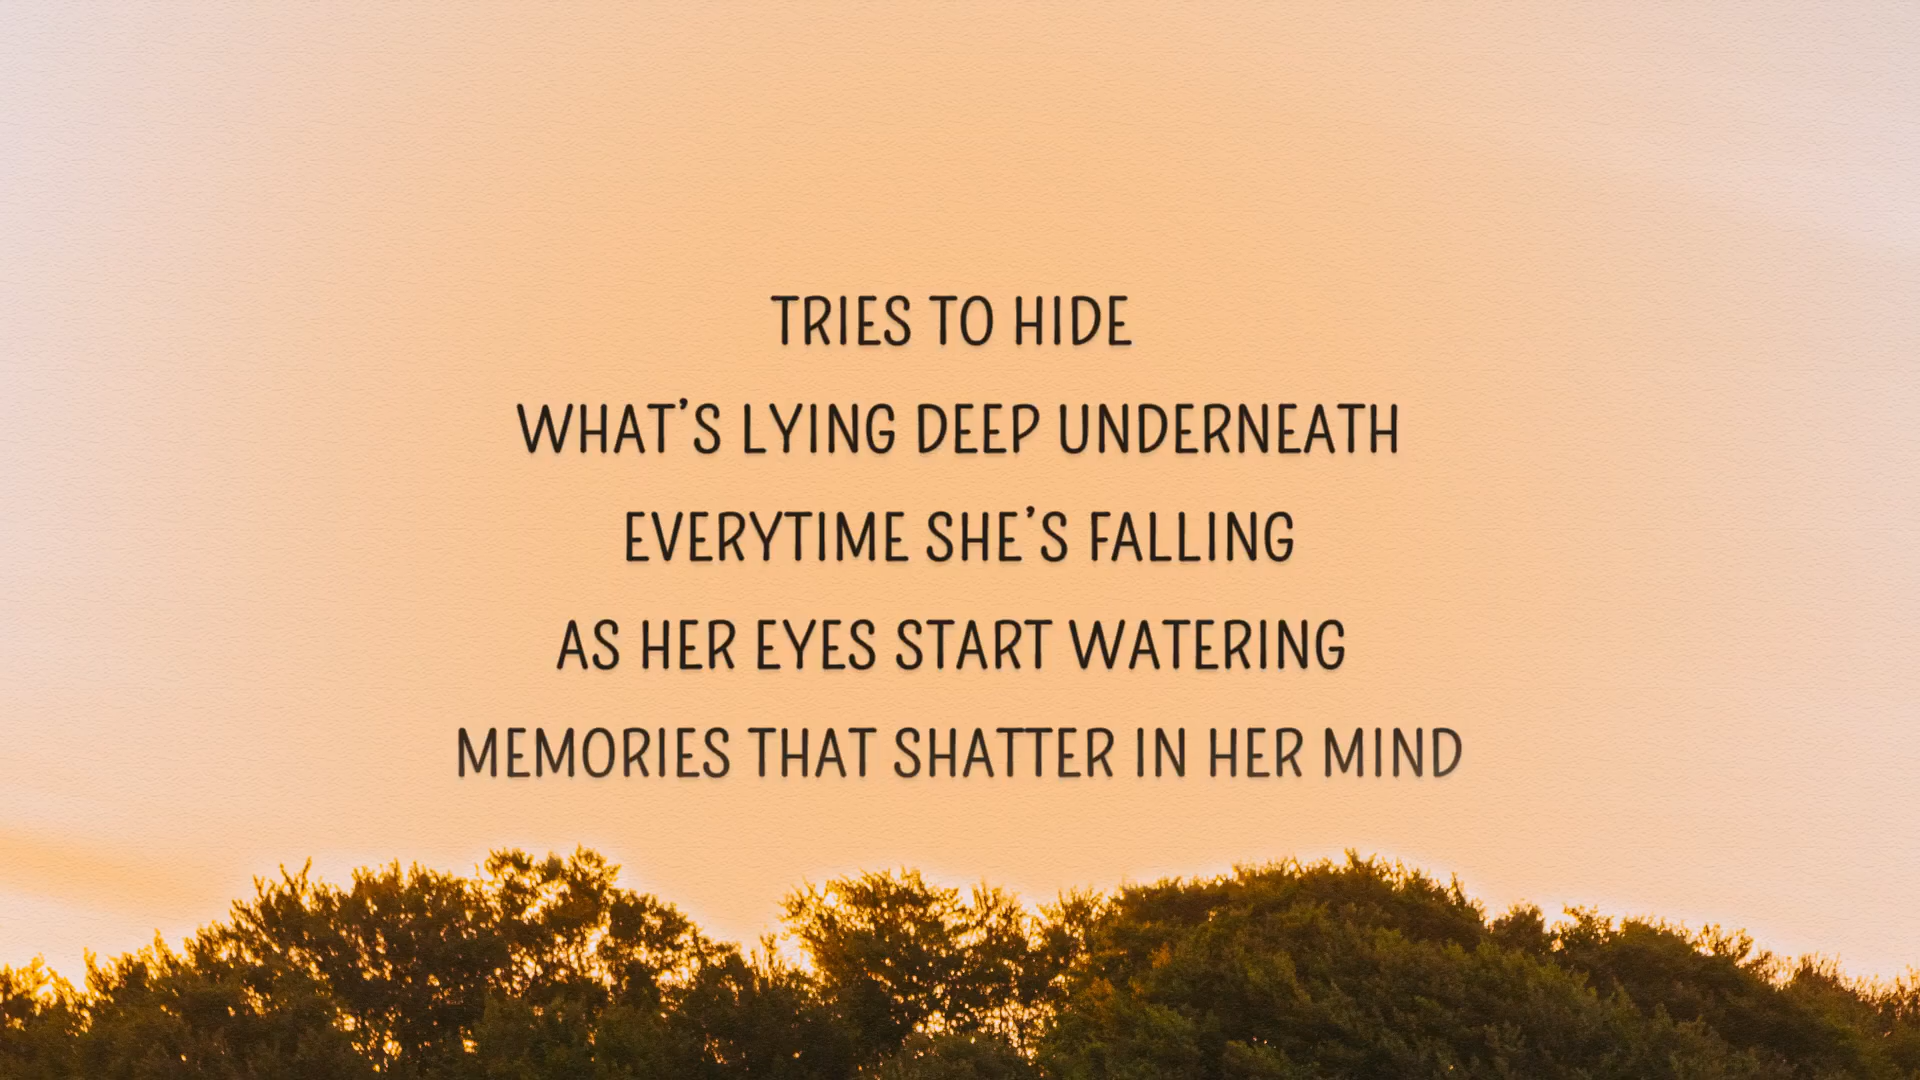 TRIES TO HIDE
WHAT'S LYING DEEP UNDERNEATH
EVERYTIME SHE'S FALLING
AS HER EYES START WATERING
MEMORIES THAT SHATTER IN HER MIND